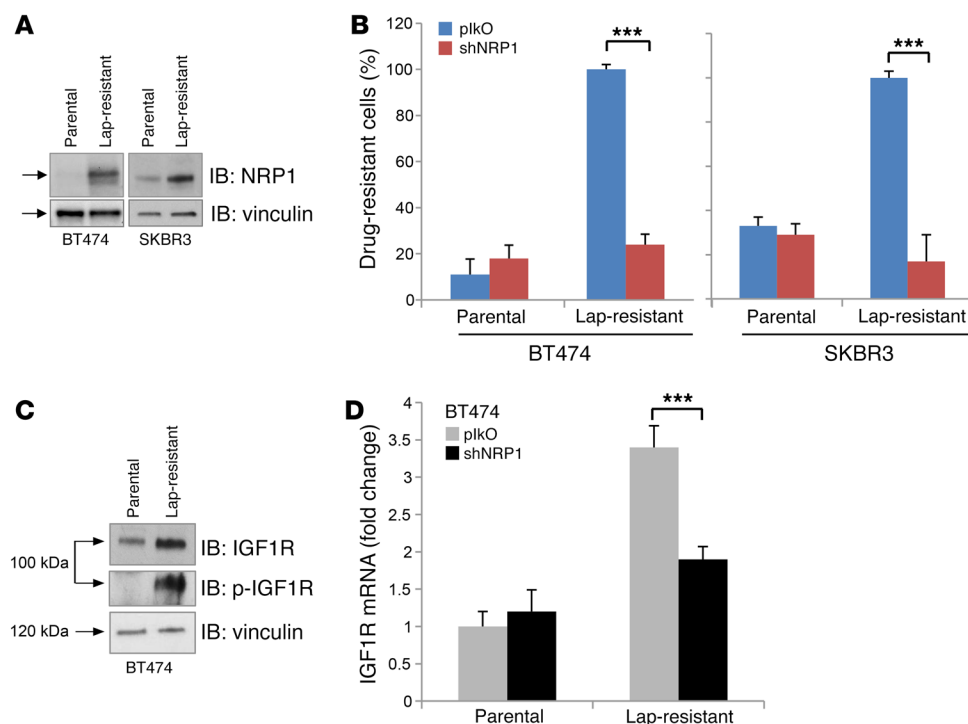 A
Parental
Lap-resistant
Parental
Lap-resistant
IB: NRP1
IB: vinculin
BT474
SKBR3
B
plkO
shNRP1
Drug-resistant cells (%)
120
100
80
60
40
20
0
***
***
Parental
Lap-resistant
Parental
Lap-resistant
BT474
SKBR3
C
Parental
Lap-resistant
100 kDa
IB: IGF1R
IB: p-IGF1R
120 kDa
IB: vinculin
BT474
D
BT474
plkO
shNRP1
IGF1R mRNA (fold change)
4
3.5
3
2.5
2
1.5
1
0.5
0
***
Parental
Lap-resistant